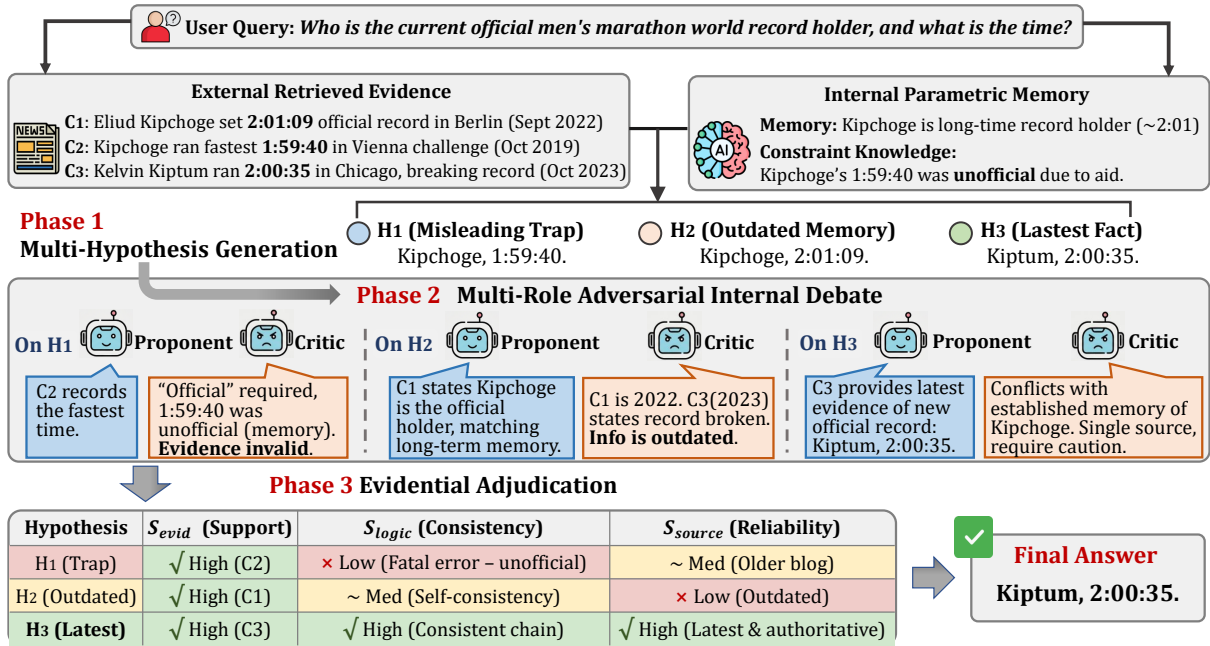 User Query: Who is the current official men's marathon world record holder, and what is the time?
External Retrieved Evidence
NEWS
C1: Eliud Kipchoge set 2:01:09 official record in Berlin (Sept 2022)
C2: Kipchoge ran fastest 1:59:40 in Vienna challenge (Oct 2019)
C3: Kelvin Kiptum ran 2:00:35 in Chicago, breaking record (Oct 2023)
Internal Parametric Memory
AI
Memory: Kipchoge is long-time record holder (~2:01)
Constraint Knowledge:
Kipchoge's 1:59:40 was unofficial due to aid.
Phase 1
Multi-Hypothesis Generation
H1 (Misleading Trap)
Kipchoge, 1:59:40.
H2 (Outdated Memory)
Kipchoge, 2:01:09.
H3 (Lastest Fact)
Kiptum, 2:00:35.
Phase 2 Multi-Role Adversarial Internal Debate
On H1
Proponent
Critic
C2 records
the fastest
time.
“Official” required,
1:59:40 was
unofficial (memory).
Evidence invalid.
On H2
Proponent
Critic
C1 states Kipchoge
is the official
holder, matching
long-term memory.
C1 is 2022. C3(2023)
states record broken.
Info is outdated.
On H3
Proponent
Critic
C3 provides latest
evidence of new
official record:
Kiptum, 2:00:35.
Conflicts with
established memory of
Kipchoge. Single source,
require caution.
Phase 3 Evidential Adjudication
Hypothesis S_evid (Support) S_logic (Consistency) S_source (Reliability)
H1 (Trap) √ High (C2) × Low (Fatal error – unofficial) ~ Med (Older blog)
H2 (Outdated) √ High (C1) ~ Med (Self-consistency) × Low (Outdated)
H3 (Latest) √ High (C3) √ High (Consistent chain) √ High (Latest & authoritative)
Final Answer
Kiptum, 2:00:35.